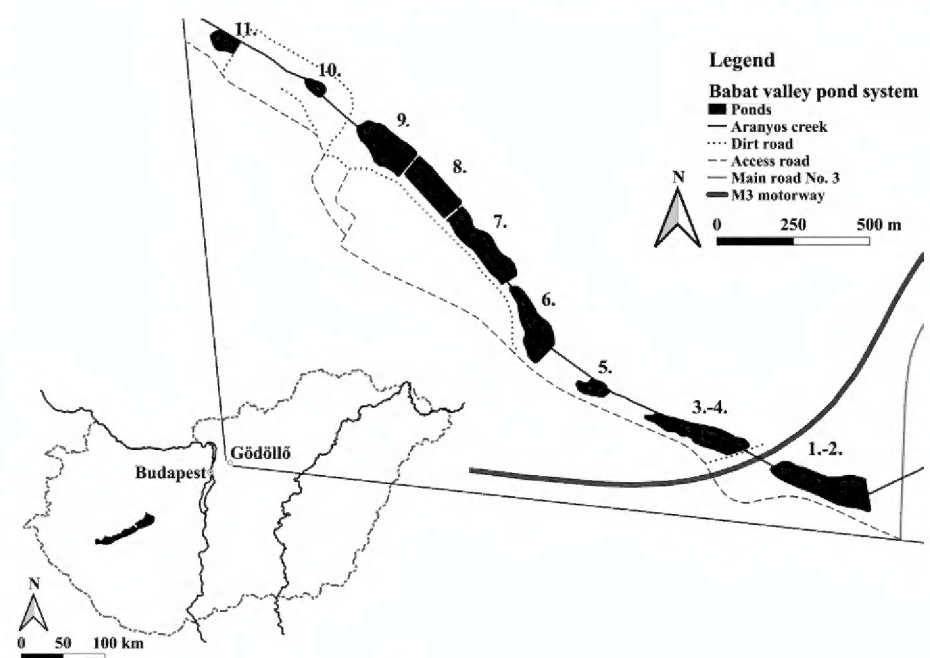 11.
10.
9.
8.
7.
6.
5.
3.-4.
1.-2.
Legend
Babat valley pond system
Ponds
Aranyos creek
Dirt road
Access road
Main road No. 3
M3 motorway
N
0 250 500 m
Gödöllő
Budapest
N
0 50 100 km